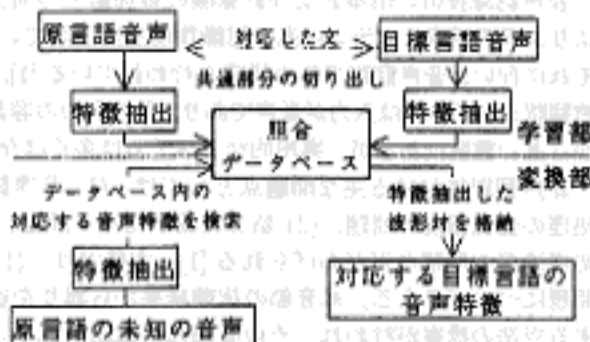 原言語音声
対応した文
目標言語音声
共通部分の切り出し
特徴抽出
特徴抽出
照合
データベース
学習部
変換部
データベース内の
対応する音声特徴を検索
特徴抽出した
波形対を格納
特徴抽出
対応する目標言語の
音声特徴
原言語の未知の音声